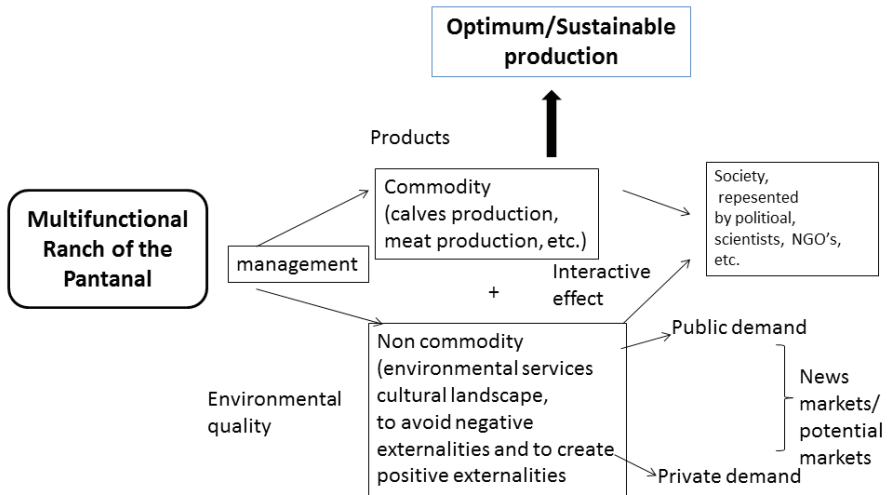 Optimum/Sustainable
production
Products
Commodity
(calves production,
meat production, etc.)
Society,
repesented
by politioal,
scientists, NGO's,
etc.
Multifunctional
Ranch of the
Pantanal
management
+
Interactive
effect
Non commodity
(environmental services
cultural landscape,
to avoid negative
externalities and to create
positive externalities
Environmental
quality
Public demand
News
markets/
potential
markets
Private demand